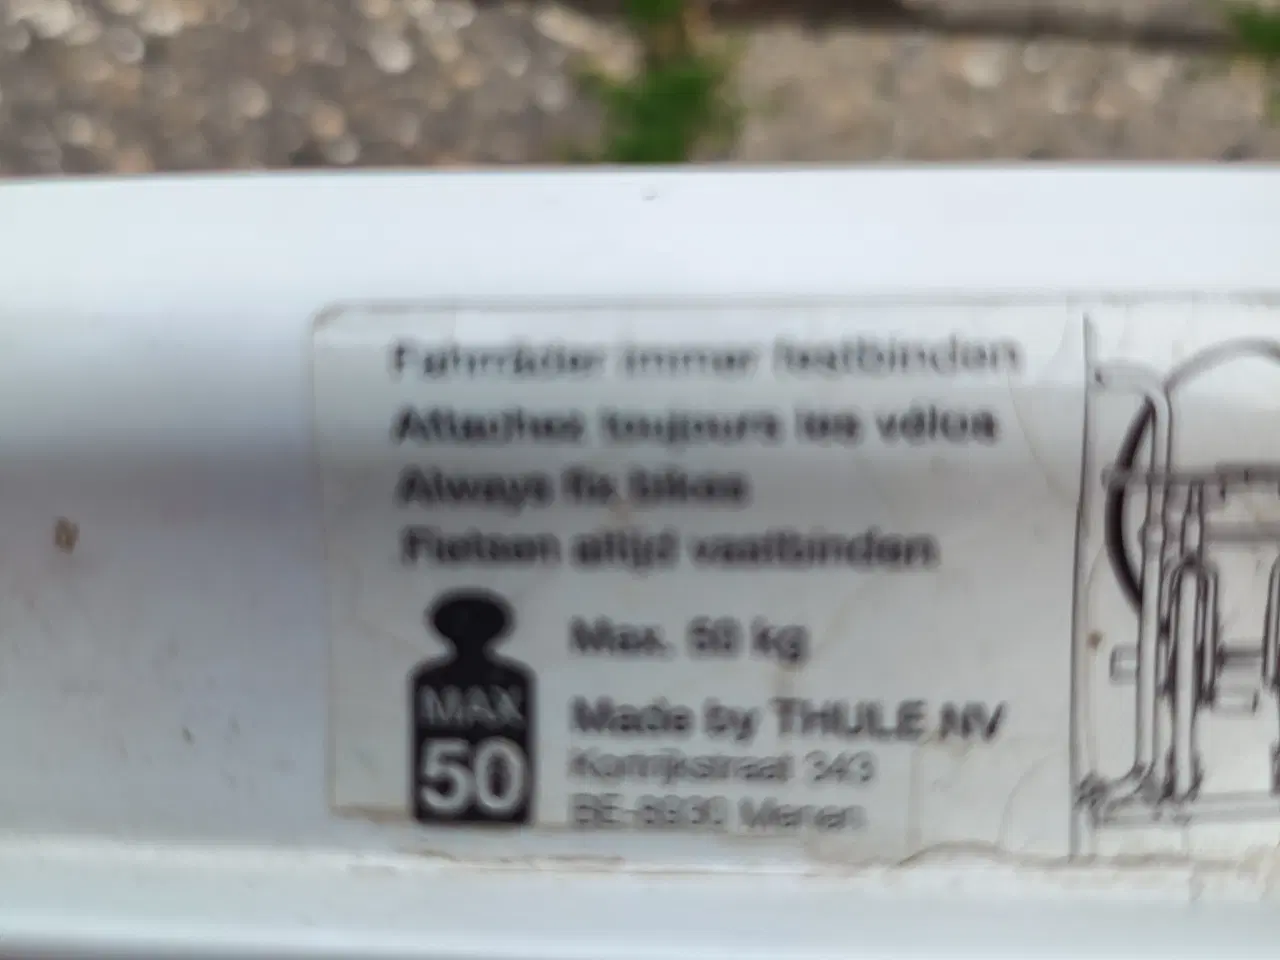 Fahrräder immer festbinden
Attachez toujours les vélos
Always fix bikes
Fietsen altijd vastbinden
Max. 50 kg
MAX
50
Made by THULE NV
Kortrijkstraat 343
BE-8930 Menen